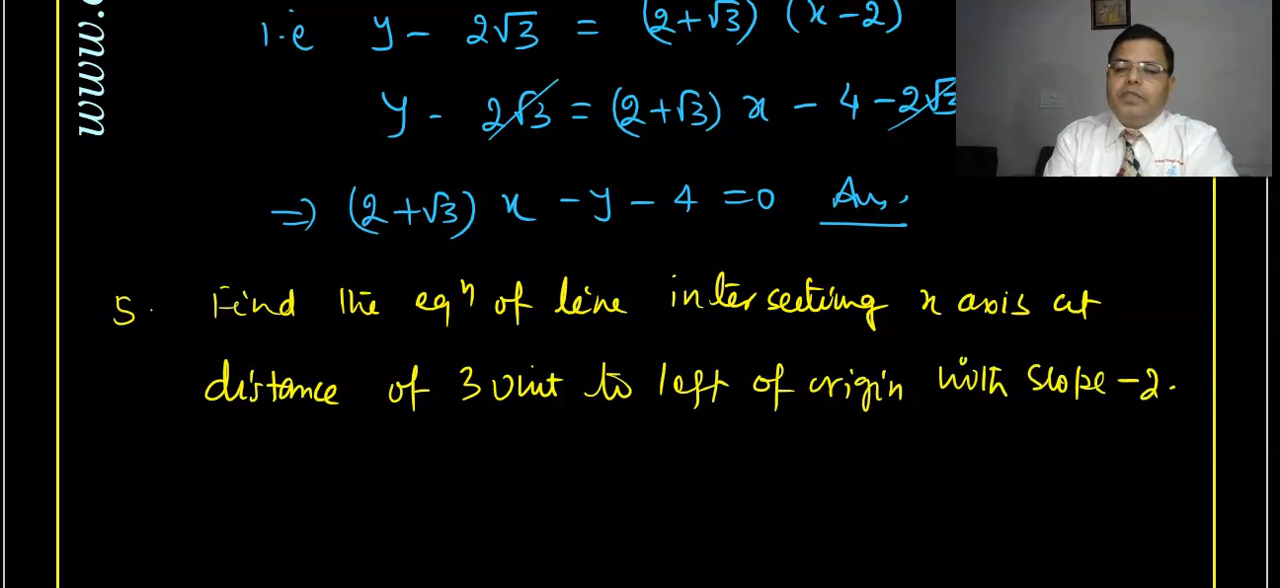 i.e y - 2√3 = (2+√3) (x-2)
y - 2√3 = (2+√3) x - 4 - 2√3
⇒ (2+√3) x - y - 4 = 0 Ans.
5. Find the eqⁿ of line intersecting x axis at
distance of 3 unit to left of origin with slope -2.
www.